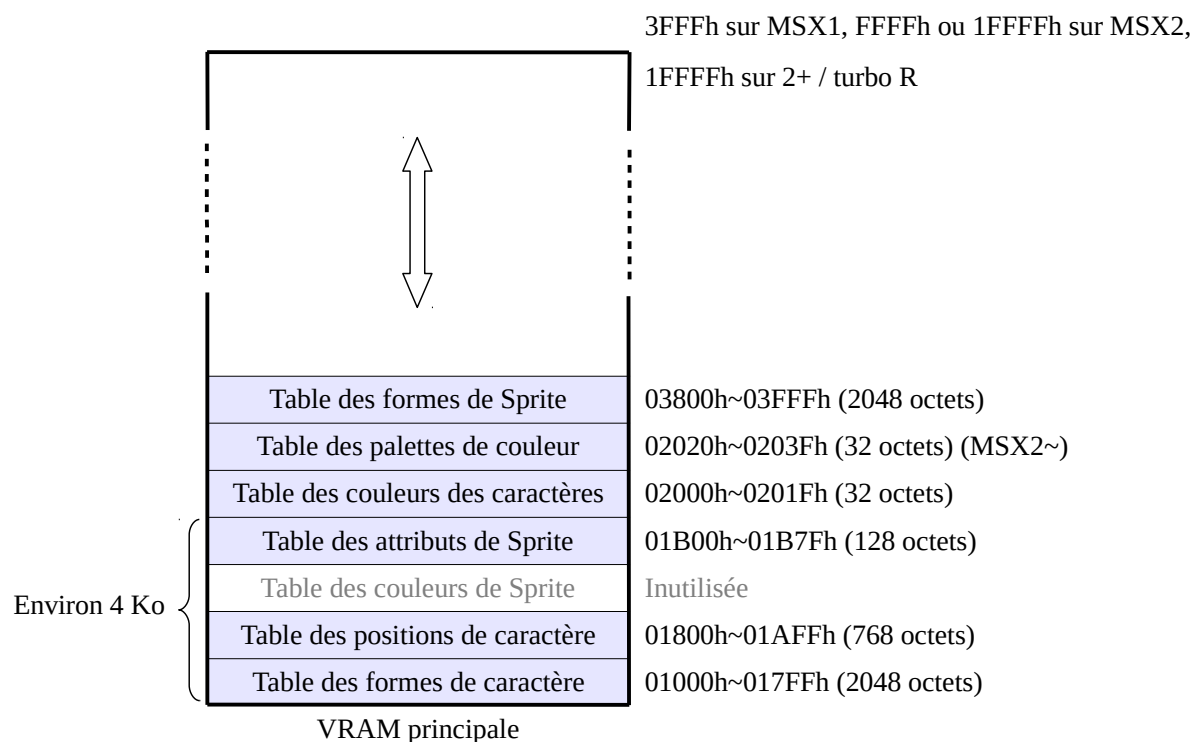 3FFFh sur MSX1, FFFFh ou 1FFFFh sur MSX2,
1FFFFh sur 2+ / turbo R
Table des formes de Sprite 03800h~03FFFh (2048 octets)
Table des palettes de couleur 02020h~0203Fh (32 octets) (MSX2~)
Table des couleurs des caractères 02000h~0201Fh (32 octets)
Table des attributs de Sprite 01B00h~01B7Fh (128 octets)
Table des couleurs de Sprite Inutilisée
Environ 4 Ko
Table des positions de caractère 01800h~01AFFh (768 octets)
Table des formes de caractère 01000h~017FFh (2048 octets)
VRAM principale